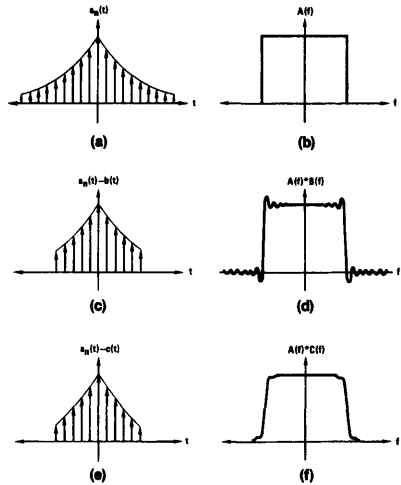 aₙ(t)
A(f)
t
f
(a)
(b)
aₙ(t)–b(t)
A(f)*B(f)
t
f
(c)
(d)
aₙ(t)–c(t)
A(f)*C(f)
t
f
(e)
(f)